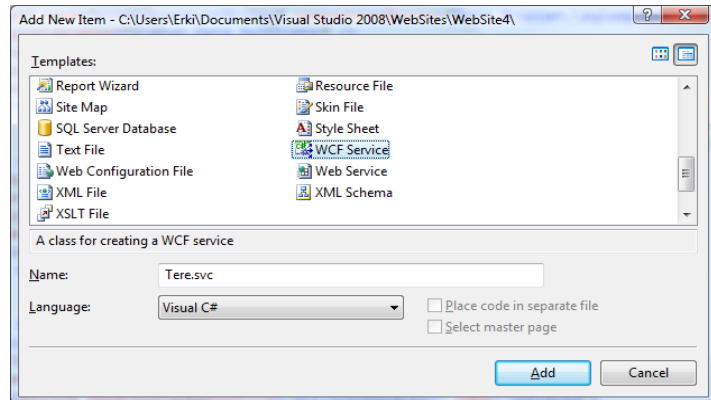 Add New Item - C:\Users\Erki\Documents\Visual Studio 2008\WebSites\WebSite4\
Templates:
Report Wizard
Resource File
Site Map
Skin File
SQL Server Database
Style Sheet
Text File
WCF Service
Web Configuration File
Web Service
XML File
XML Schema
XSLT File
A class for creating a WCF service
Name: Tere.svc
Language: Visual C#
Place code in separate file
Select master page
Add Cancel